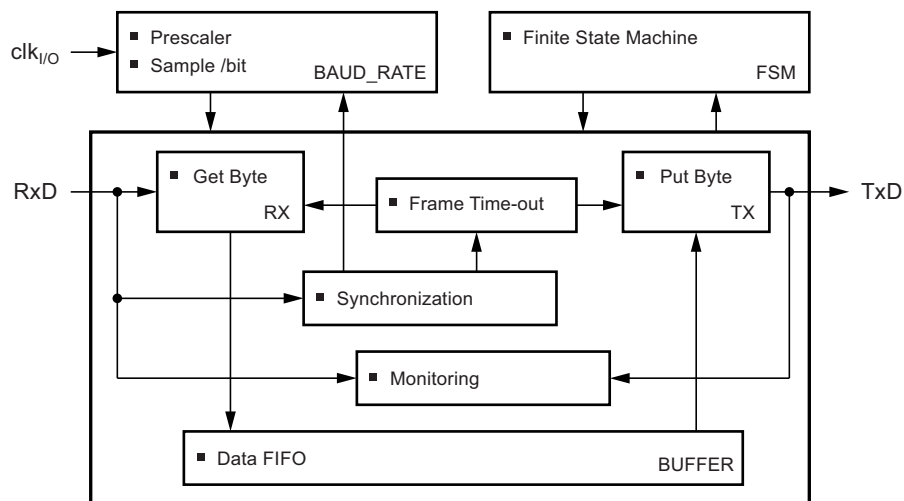 ▪ Prescaler
▪ Sample /bit
BAUD_RATE
▪ Finite State Machine
FSM
clkI/O
RxD
▪ Get Byte
RX
▪ Frame Time-out
▪ Put Byte
TX
TxD
▪ Synchronization
▪ Monitoring
▪ Data FIFO
BUFFER